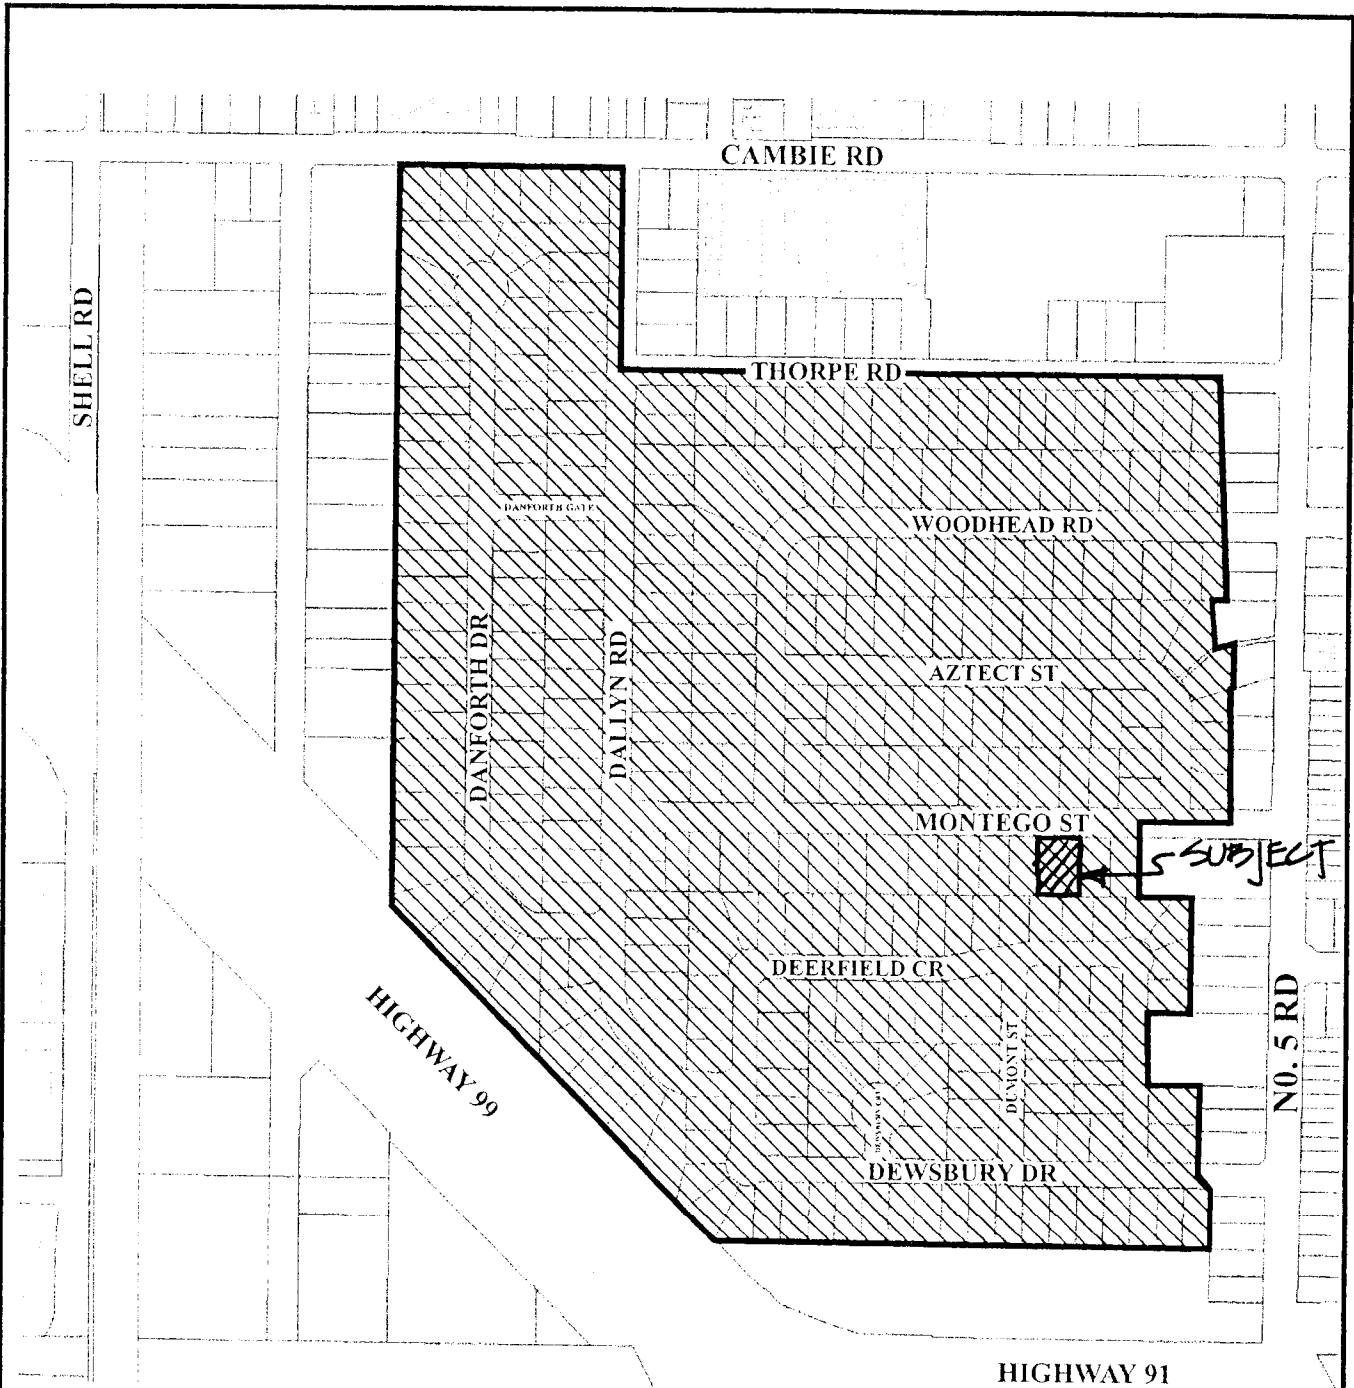 CAMBIE RD
SHELL RD
THORPE RD
DANFORTH GATE
WOODHEAD RD
DANFORTH DR
DALLYN RD
AZTECT ST
MONTEGO ST
SUBJECT
DEERFIELD CR
HIGHWAY 99
DUMONT ST
N0. 5 RD
DEWSBURY DR
HIGHWAY 91